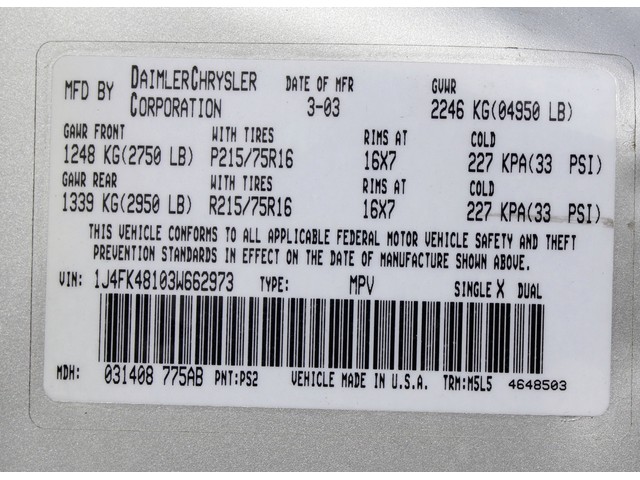 MFD BY DAIMLERCHRYSLER CORPORATION DATE OF MFR 3-03 GVWR 2246 KG(04950 LB)
GAWR FRONT WITH TIRES RIMS AT COLD
1248 KG(2750 LB) P215/75R16 16X7 227 KPA(33 PSI)
GAWR REAR WITH TIRES RIMS AT COLD
1339 KG(2950 LB) R215/75R16 16X7 227 KPA(33 PSI)
THIS VEHICLE CONFORMS TO ALL APPLICABLE FEDERAL MOTOR VEHICLE SAFETY AND THEFT
PREVENTION STANDARDS IN EFFECT ON THE DATE OF MANUFACTURE SHOWN ABOVE.
VIN: 1J4FK48103W662973 TYPE: MPV SINGLE X DUAL
MDH: 031408 775AB PNT:PS2 VEHICLE MADE IN U.S.A. TRM:M5L5 4648503